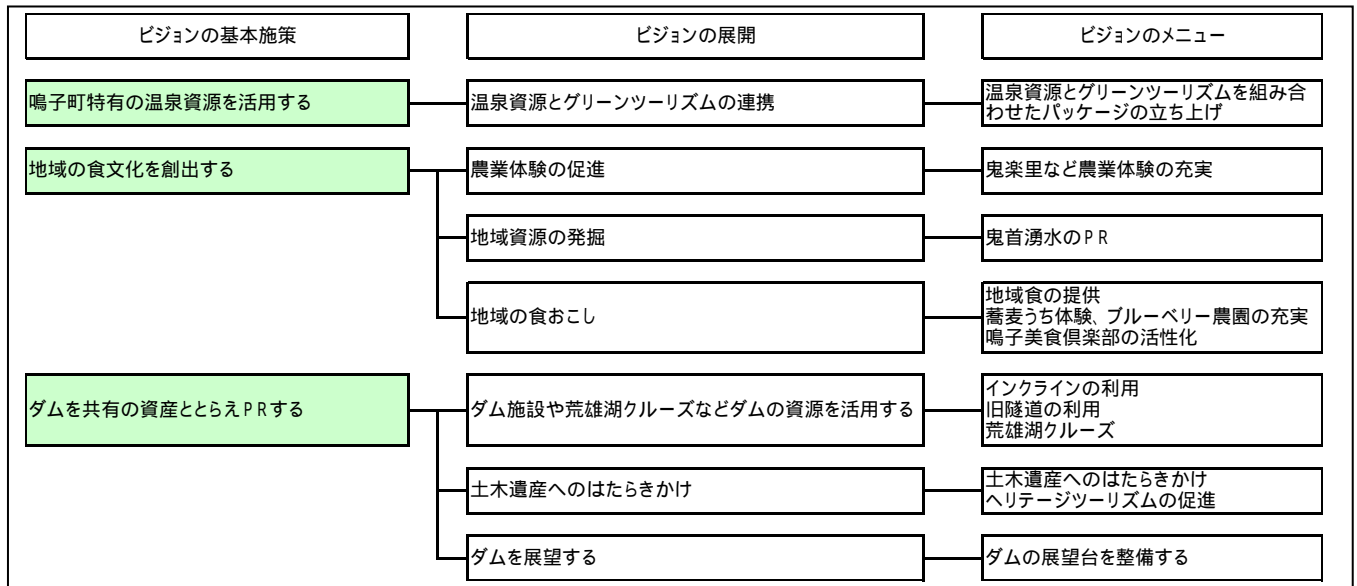 ビジョンの基本施策
ビジョンの展開
ビジョンのメニュー
鳴子町特有の温泉資源を活用する
温泉資源とグリーンツーリズムの連携
温泉資源とグリーンツーリズムを組み合
わせたパッケージの立ち上げ
地域の食文化を創出する
農業体験の促進
鬼楽里など農業体験の充実
地域資源の発掘
鬼首湧水のPR
地域の食おこし
地域食の提供
蕎麦うち体験、ブルーベリー農園の充実
鳴子美食倶楽部の活性化
ダムを共有の資産ととらえPRする
ダム施設や荒雄湖クルーズなどダムの資源を活用する
インクラインの利用
旧隧道の利用
荒雄湖クルーズ
土木遺産へのはたらきかけ
土木遺産へのはたらきかけ
ヘリテージツーリズムの促進
ダムを展望する
ダムの展望台を整備する